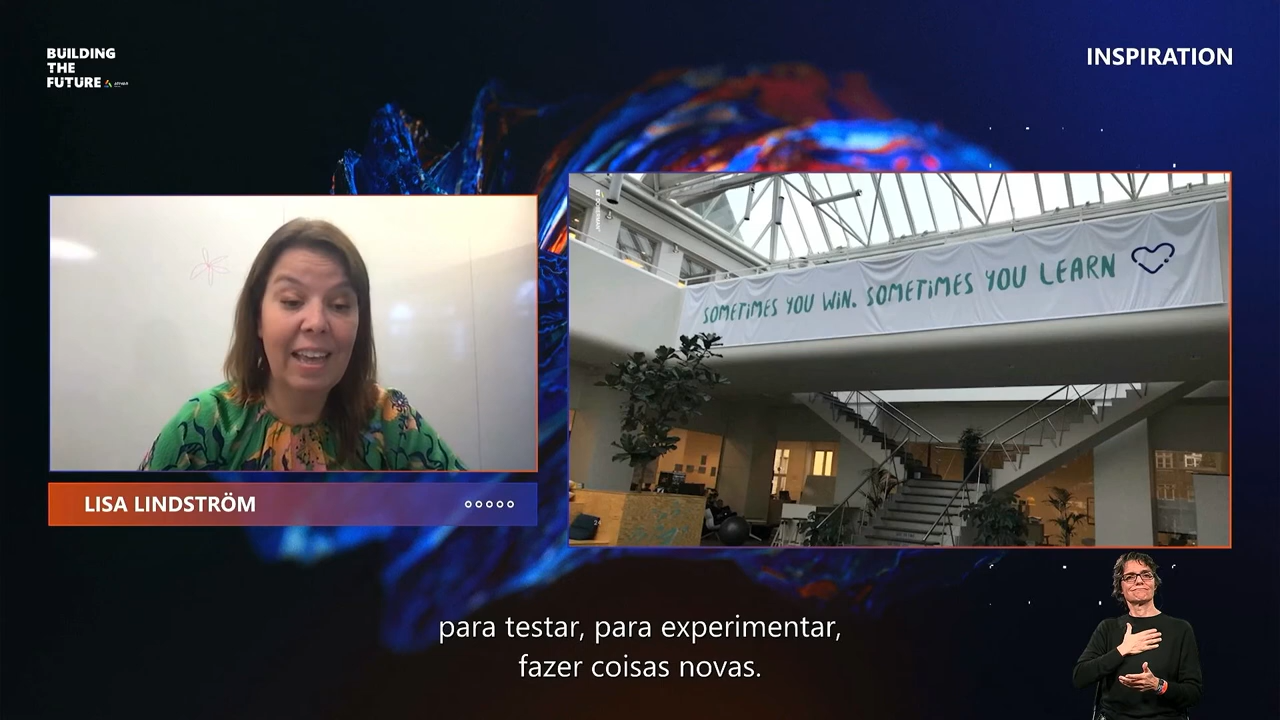 BUILDING
THE
FUTURE
INSPIRATION
SOMETIMES YOU WIN. SOMETIMES YOU LEARN
LISA LINDSTRÖM
para testar, para experimentar,
fazer coisas novas.